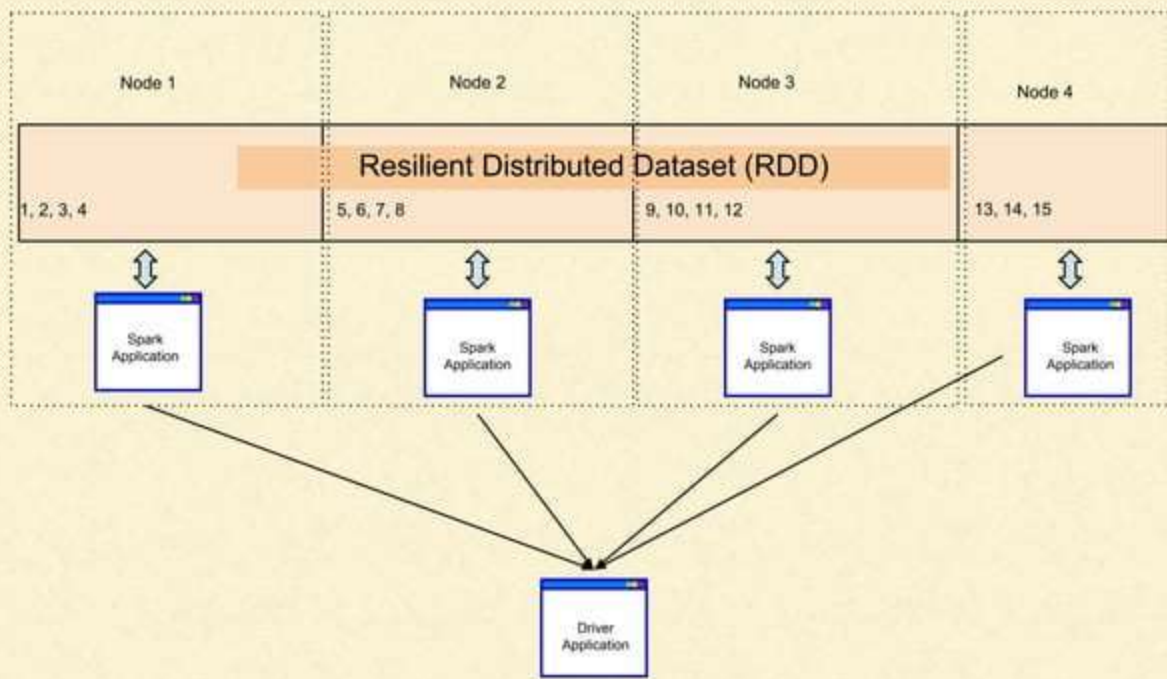 Node 1
Node 2
Node 3
Node 4
Resilient Distributed Dataset (RDD)
1, 2, 3, 4
5, 6, 7, 8
9, 10, 11, 12
13, 14, 15
Spark
Application
Spark
Application
Spark
Application
Spark
Application
Driver
Application